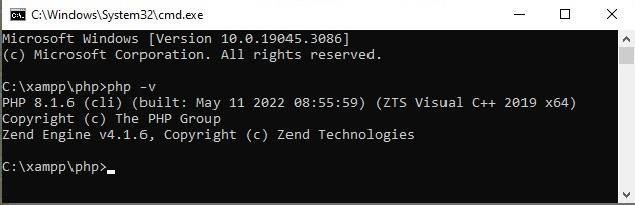 C:\Windows\System32\cmd.exe
Microsoft Windows [Version 10.0.19045.3086]
(c) Microsoft Corporation. All rights reserved.
C:\xampp\php>php -v
PHP 8.1.6 (cli) (built: May 11 2022 08:55:59) (ZTS Visual C++ 2019 x64)
Copyright (c) The PHP Group
Zend Engine v4.1.6, Copyright (c) Zend Technologies
C:\xampp\php>